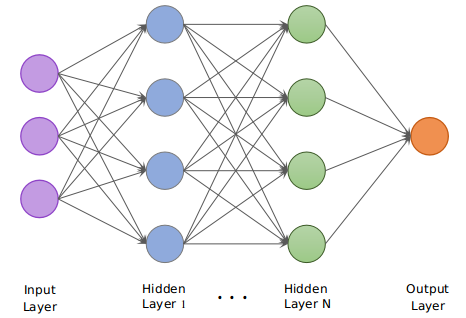 Input
Layer
Hidden
Layer 1
. . .
Hidden
Layer N
Output
Layer